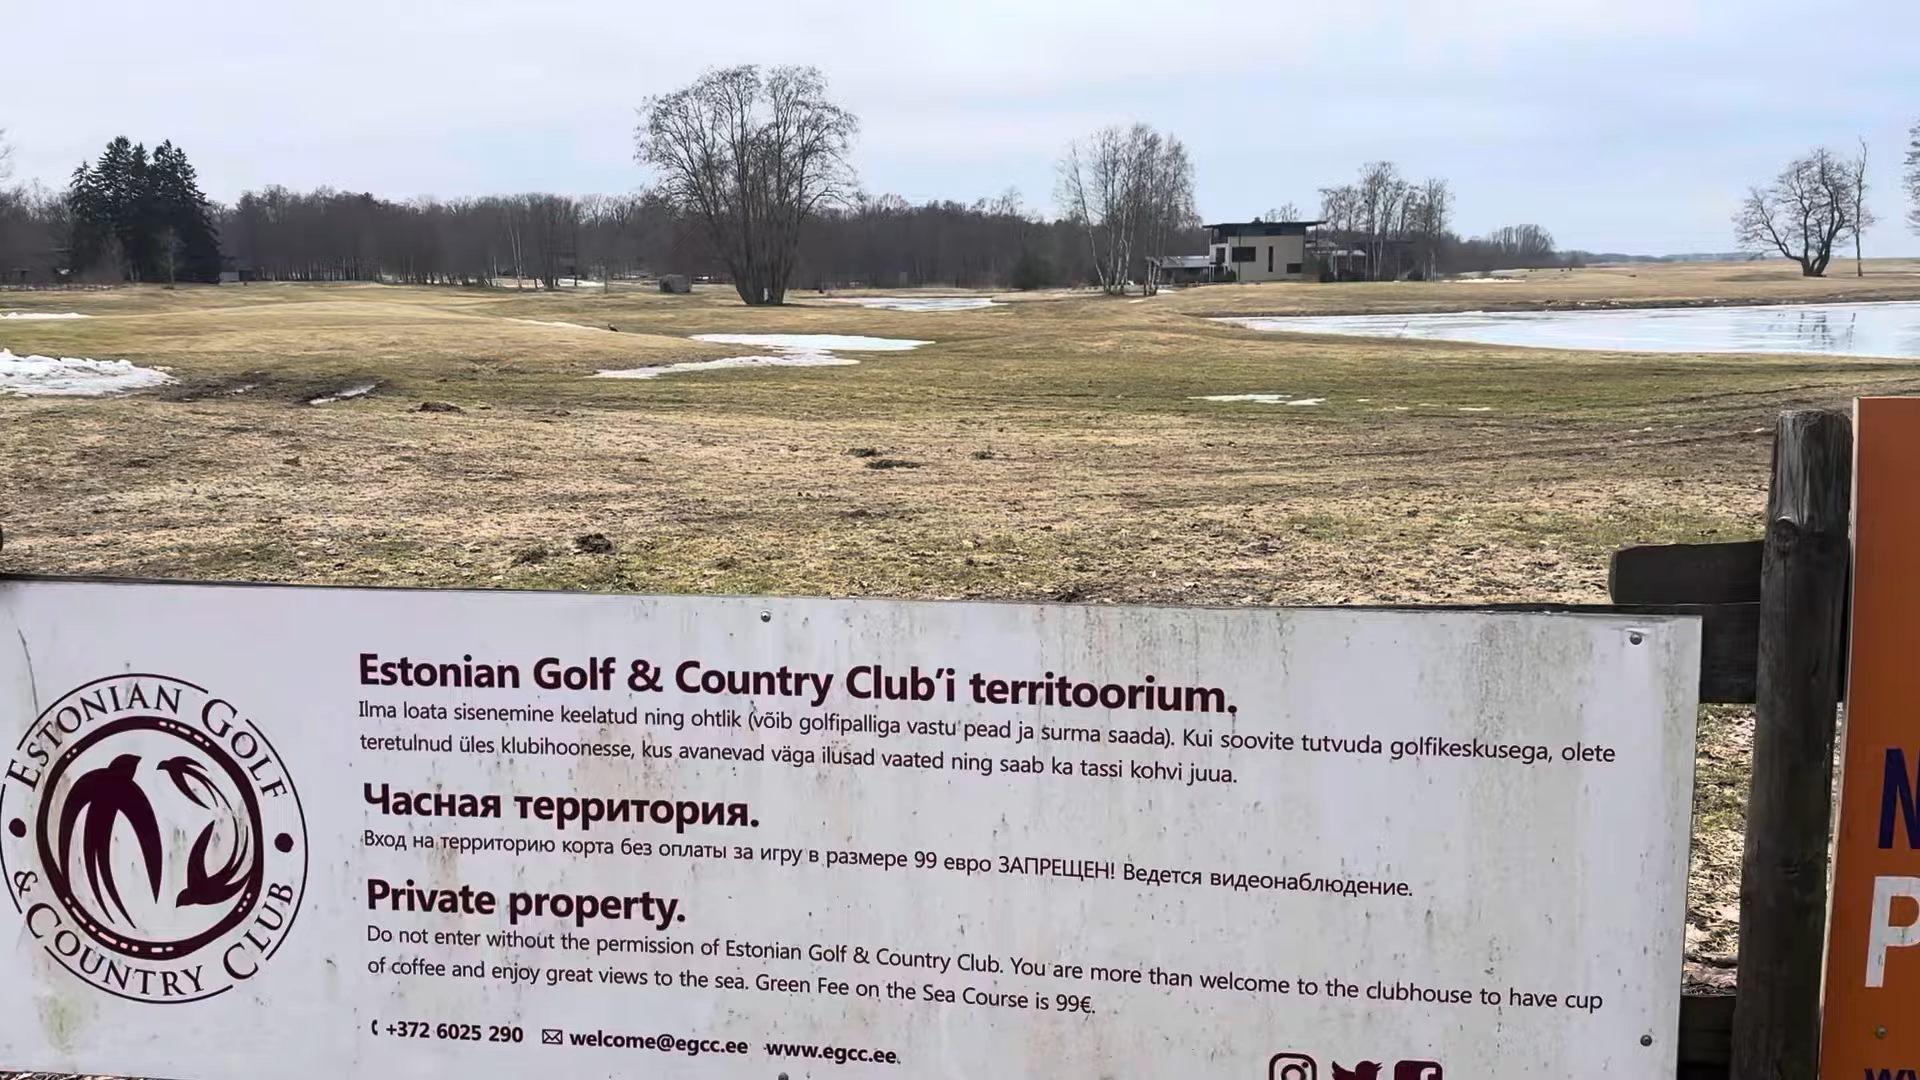 ESTONIAN GOLF
& COUNTRY CLUB
Estonian Golf & Country Club'i territoorium.
Ilma loata sisenemine keelatud ning ohtlik (võib golfipalliga vastu pead ja surma saada). Kui soovite tutvuda golfikeskusega, olete
teretulnud üles klubihoonesse, kus avanevad väga ilusad vaated ning saab ka tassi kohvi juua.
Часная территория.
Вход на территорию корта без оплаты за игру в размере 99 евро ЗАПРЕЩЕН! Ведется видеонаблюдение.
Private property.
Do not enter without the permission of Estonian Golf & Country Club. You are more than welcome to the clubhouse to have cup
of coffee and enjoy great views to the sea. Green Fee on the Sea Course is 99€.
+372 6025 290 welcome@egcc.ee www.egcc.ee